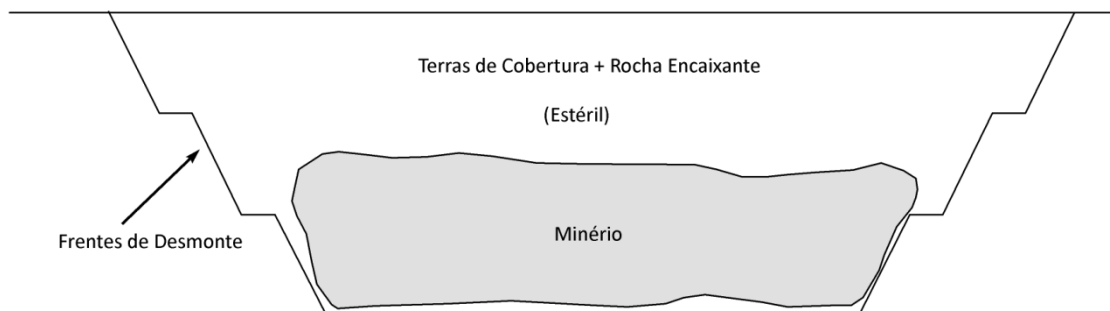 Terras de Cobertura + Rocha Encaixante
(Estéril)
Frentes de Desmonte
Minério